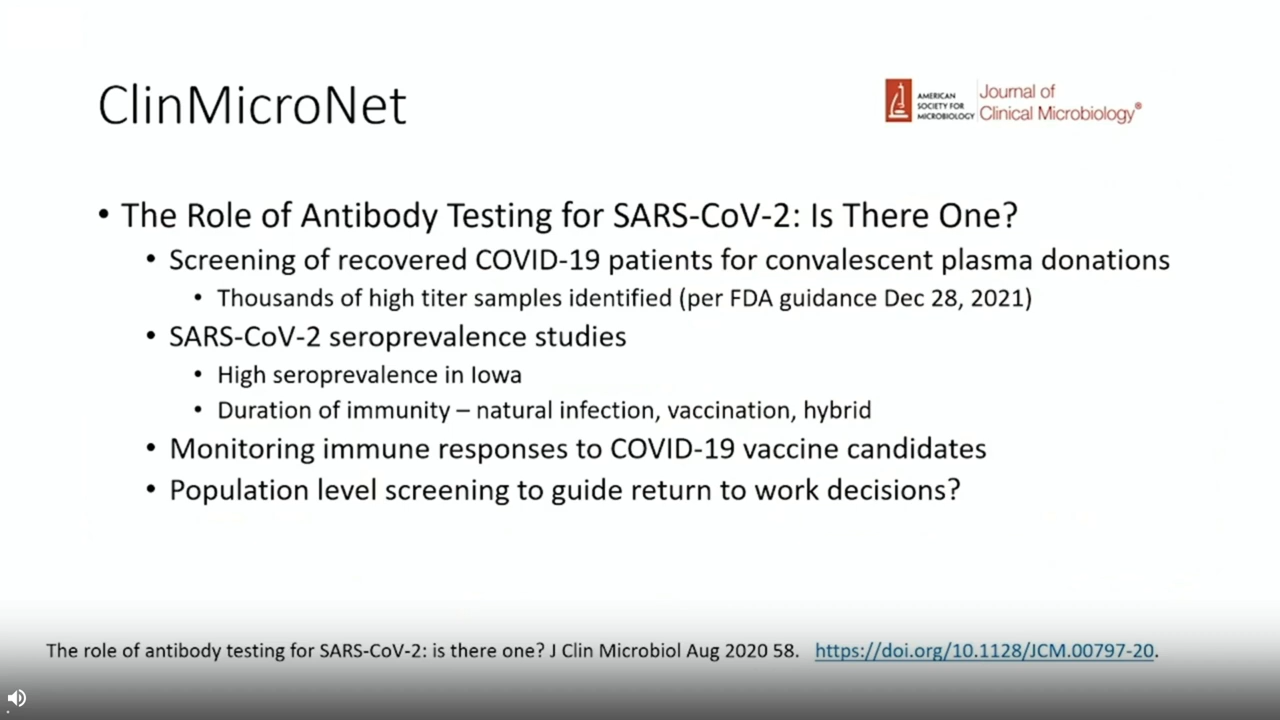 ClinMicroNet
AMERICAN
SOCIETY FOR
MICROBIOLOGY
Journal of
Clinical Microbiology®
• The Role of Antibody Testing for SARS-CoV-2: Is There One?
• Screening of recovered COVID-19 patients for convalescent plasma donations
• Thousands of high titer samples identified (per FDA guidance Dec 28, 2021)
• SARS-CoV-2 seroprevalence studies
• High seroprevalence in Iowa
• Duration of immunity – natural infection, vaccination, hybrid
• Monitoring immune responses to COVID-19 vaccine candidates
• Population level screening to guide return to work decisions?
The role of antibody testing for SARS-CoV-2: is there one? J Clin Microbiol Aug 2020 58. https://doi.org/10.1128/JCM.00797-20.